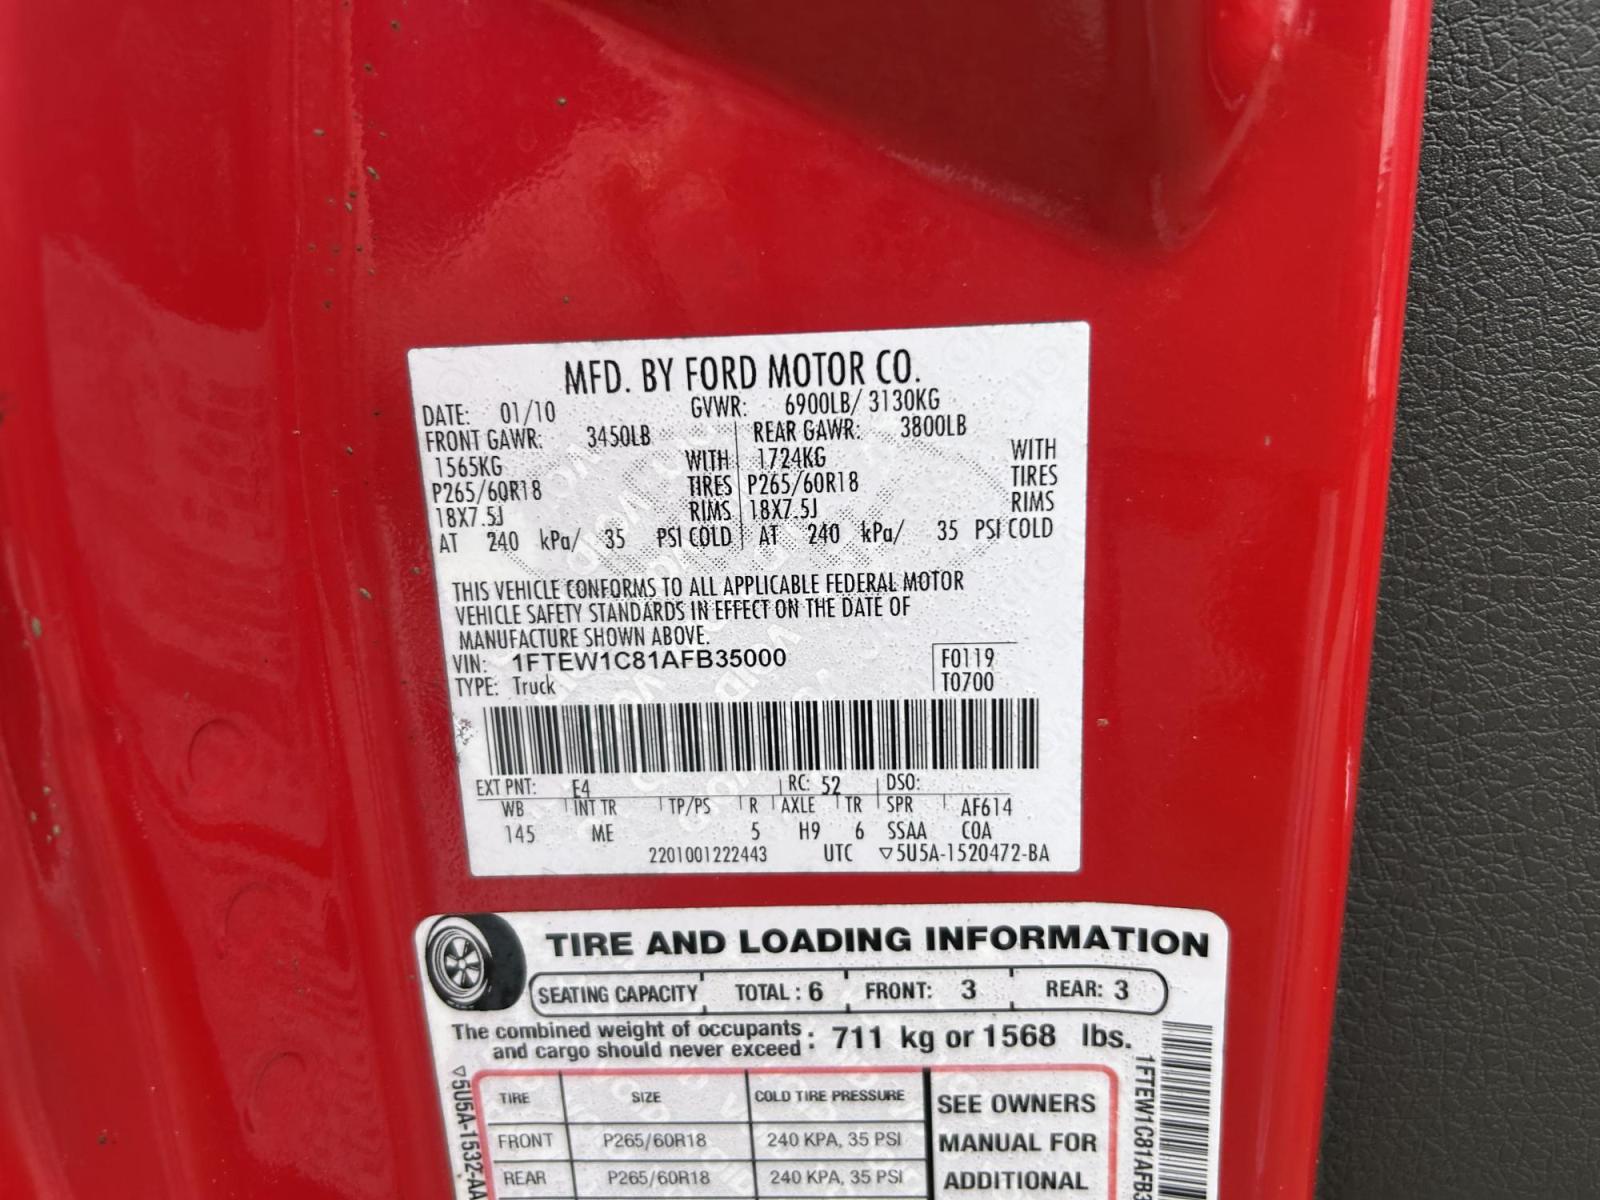 MFD. BY FORD MOTOR CO.
DATE: 01/10 GVWR: 6900LB/ 3130KG
FRONT GAWR: 3450LB REAR GAWR: 3800LB
1565KG WITH 1724KG WITH
P265/60R18 TIRES P265/60R18 TIRES
18X7.5J RIMS 18X7.5J RIMS
AT 240 kPa/ 35 PSI COLD AT 240 kPa/ 35 PSI COLD
THIS VEHICLE CONFORMS TO ALL APPLICABLE FEDERAL MOTOR
VEHICLE SAFETY STANDARDS IN EFFECT ON THE DATE OF
MANUFACTURE SHOWN ABOVE.
VIN: 1FTEW1C81AFB35000 F0119
TYPE: Truck T0700
EXT PNT: E4 RC: 52 DSO:
WB INT TR TP/PS R AXLE TR SPR AF614
145 ME 5 H9 6 SSAA COA
2201001222443 UTC ▽5U5A-1520472-BA
TIRE AND LOADING INFORMATION
SEATING CAPACITY TOTAL : 6 FRONT: 3 REAR: 3
The combined weight of occupants
and cargo should never exceed : 711 kg or 1568 lbs.
TIRE SIZE COLD TIRE PRESSURE
FRONT P265/60R18 240 KPA, 35 PSI
REAR P265/60R18 240 KPA, 35 PSI
SEE OWNERS
MANUAL FOR
ADDITIONAL
▽5U5A-1532-AA
1FTEW1C81AFB3